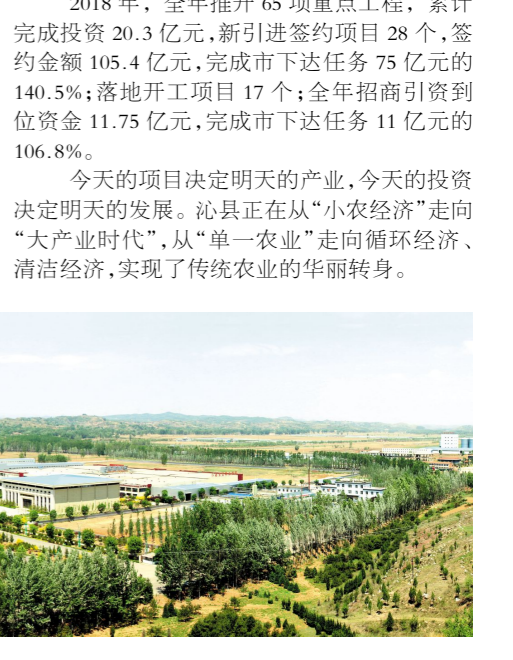 2018 年，全年推升 65 项重点工程，累计
完成投资 20.3 亿元,新引进签约项目 28 个,签
约金额 105.4 亿元,完成市下达任务 75 亿元的
140.5%;落地开工项目 17 个;全年招商引资到
位资金 11.75 亿元,完成市下达任务 11 亿元的
106.8%。
今天的项目决定明天的产业,今天的投资
决定明天的发展。沁县正在从“小农经济”走向
“大产业时代”,从“单一农业”走向循环经济、
清洁经济,实现了传统农业的华丽转身。